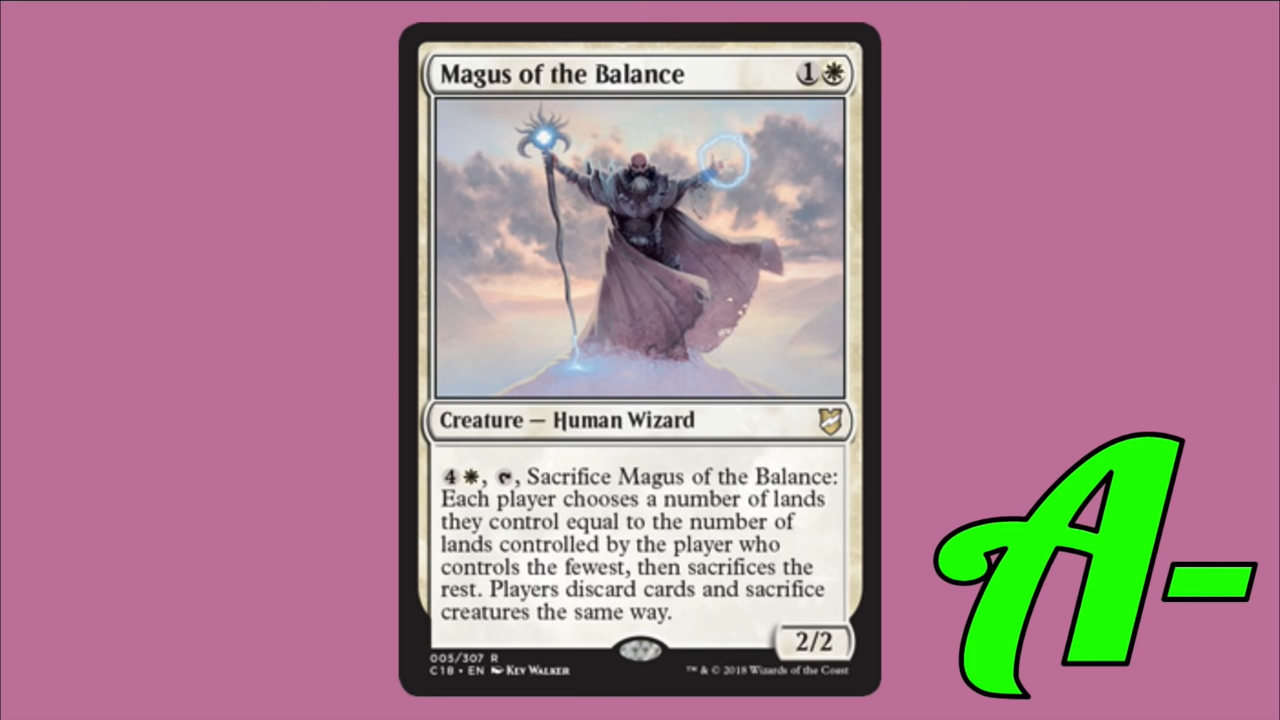 Magus of the Balance 1
Creature — Human Wizard
4 , , Sacrifice Magus of the Balance:
Each player chooses a number of lands
they control equal to the number of
lands controlled by the player who
controls the fewest, then sacrifices the
rest. Players discard cards and sacrifice
creatures the same way.
2/2
005/307 R
C18 • EN Kev Walker
™ & © 2018 Wizards of the Coast
A-